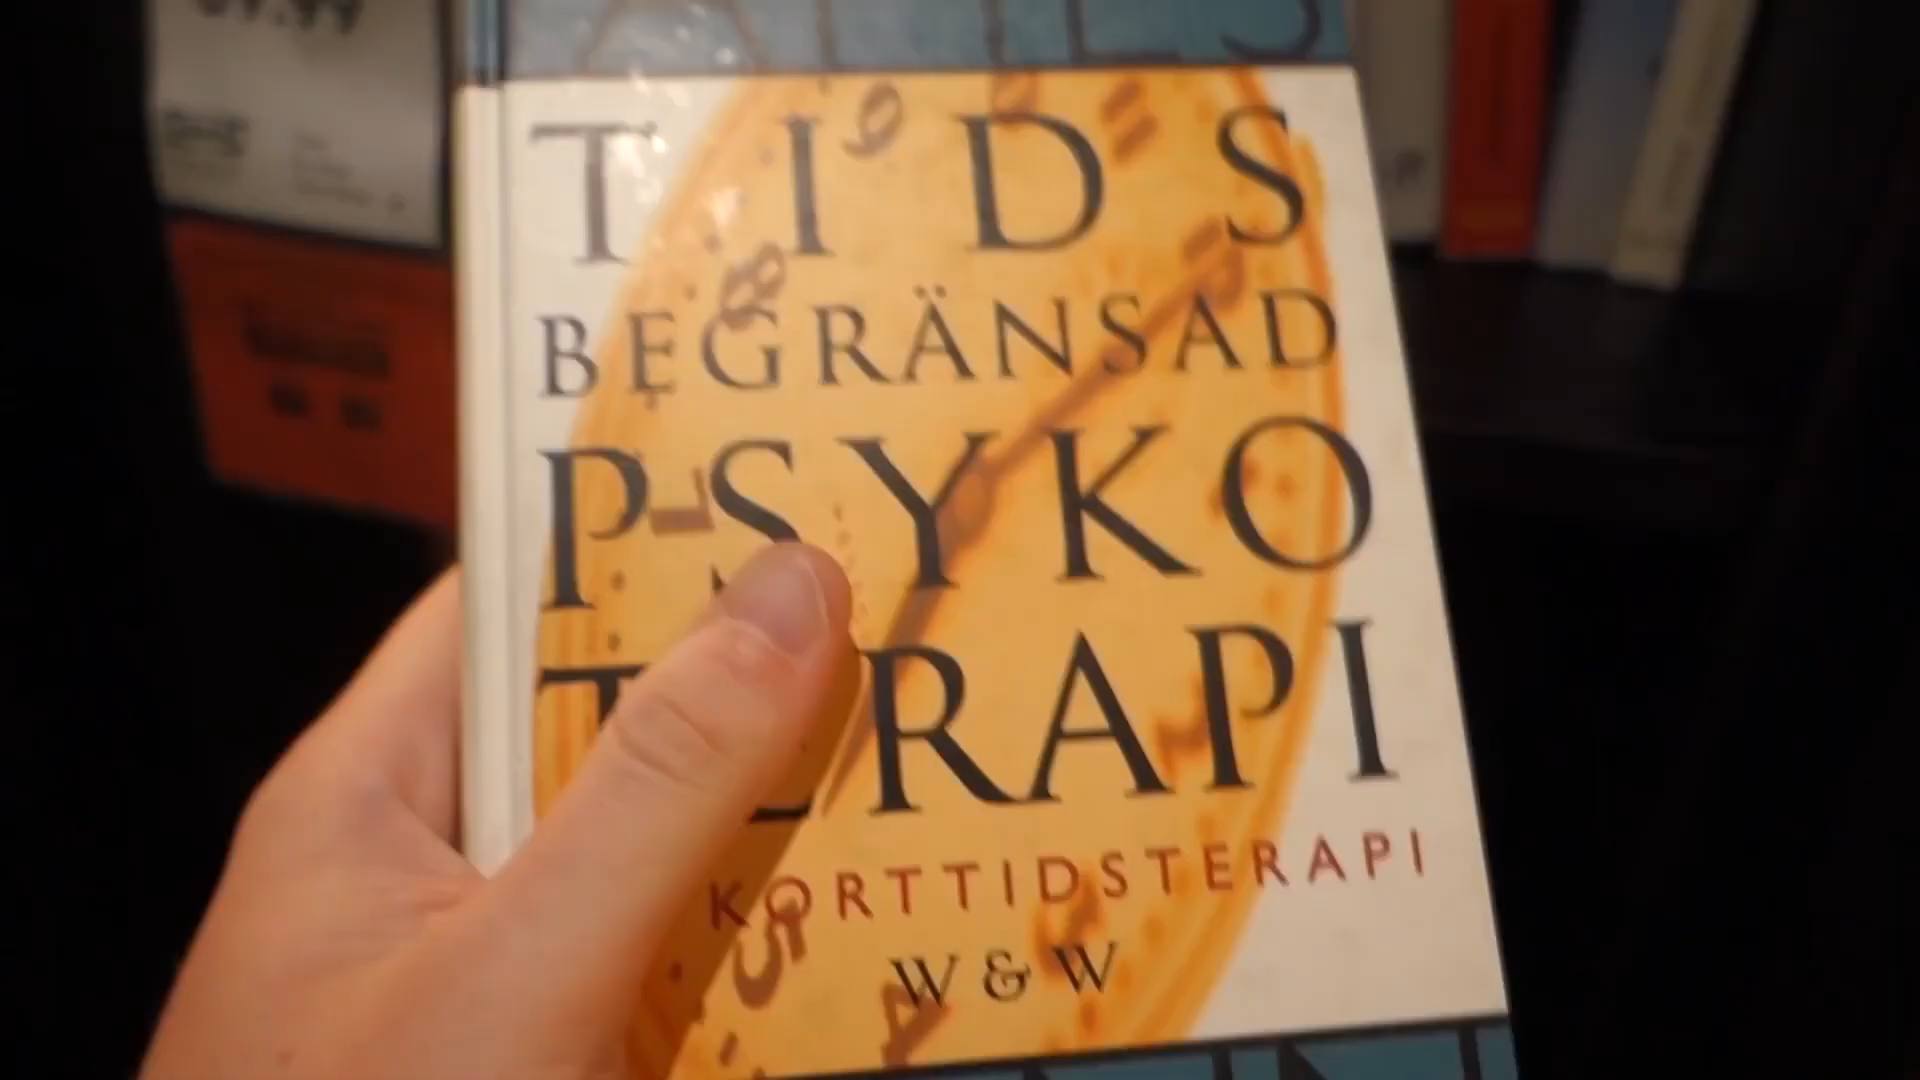 TIDS
BEGRÄNSAD
PSYKO
TERAPI
KORTTIDSTERAPI
W & W